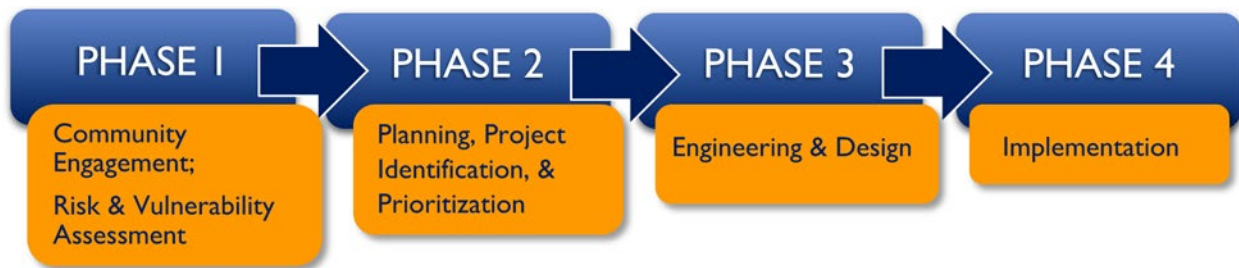 PHASE 1
Community
Engagement;
Risk & Vulnerability
Assessment
PHASE 2
Planning, Project
Identification, &
Prioritization
PHASE 3
Engineering & Design
PHASE 4
Implementation